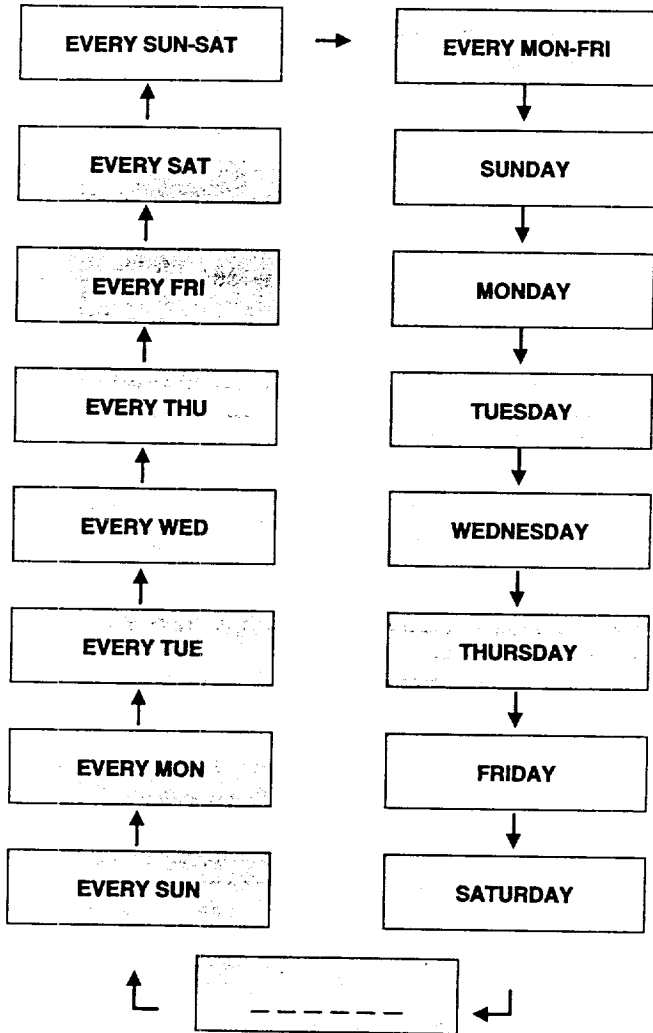 EVERY SUN-SAT
EVERY MON-FRI
EVERY SAT
SUNDAY
EVERY FRI
MONDAY
EVERY THU
TUESDAY
EVERY WED
WEDNESDAY
EVERY TUE
THURSDAY
EVERY MON
FRIDAY
EVERY SUN
SATURDAY
_ _ _ _ _ _